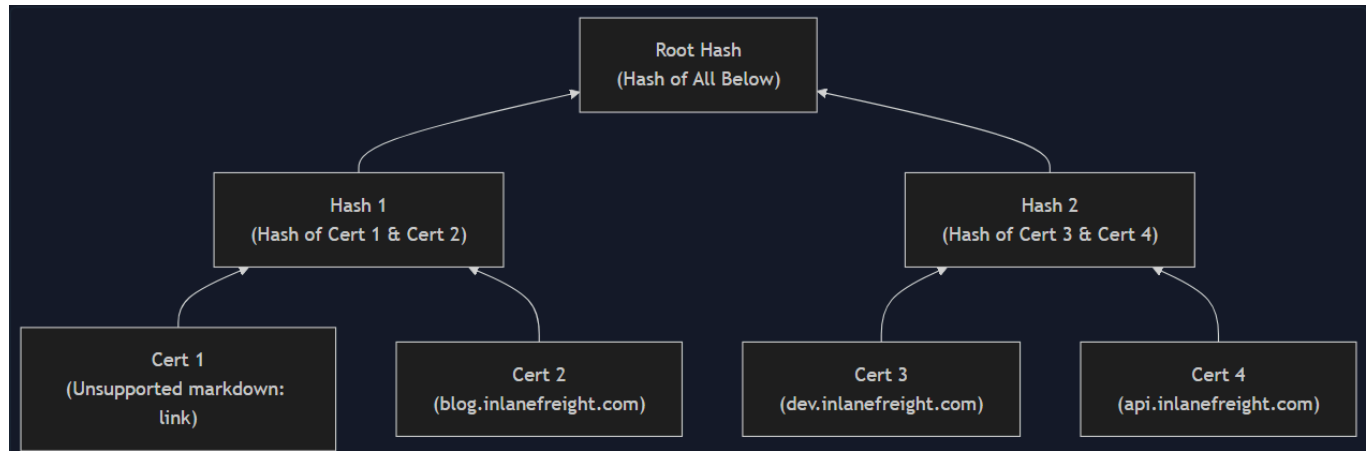 Root Hash
(Hash of All Below)
Hash 1
(Hash of Cert 1 & Cert 2)
Hash 2
(Hash of Cert 3 & Cert 4)
Cert 1
(Unsupported markdown:
link)
Cert 2
(blog.inlanefreight.com)
Cert 3
(dev.inlanefreight.com)
Cert 4
(api.inlanefreight.com)